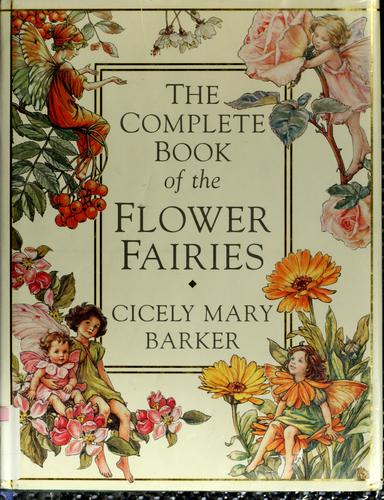 THE
COMPLETE
BOOK
of the
FLOWER
FAIRIES
CICELY MARY
BARKER